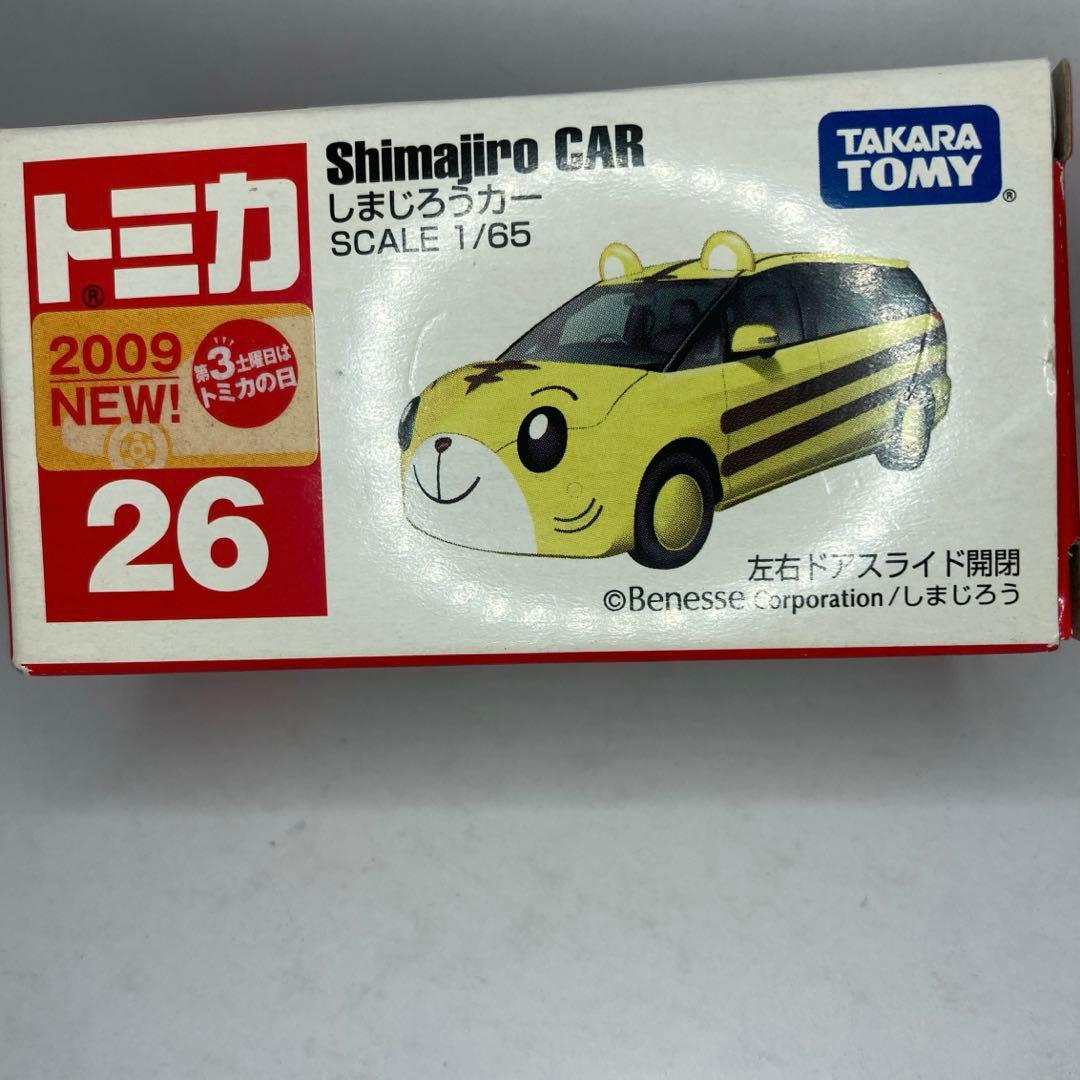 トミカ
®
2009
NEW!
第3土曜日は
トミカの日
26
Shimajiro CAR
しまじろうカー
SCALE 1/65
TAKARA
TOMY
®
左右ドアスライド開閉
©Benesse Corporation/しまじろう